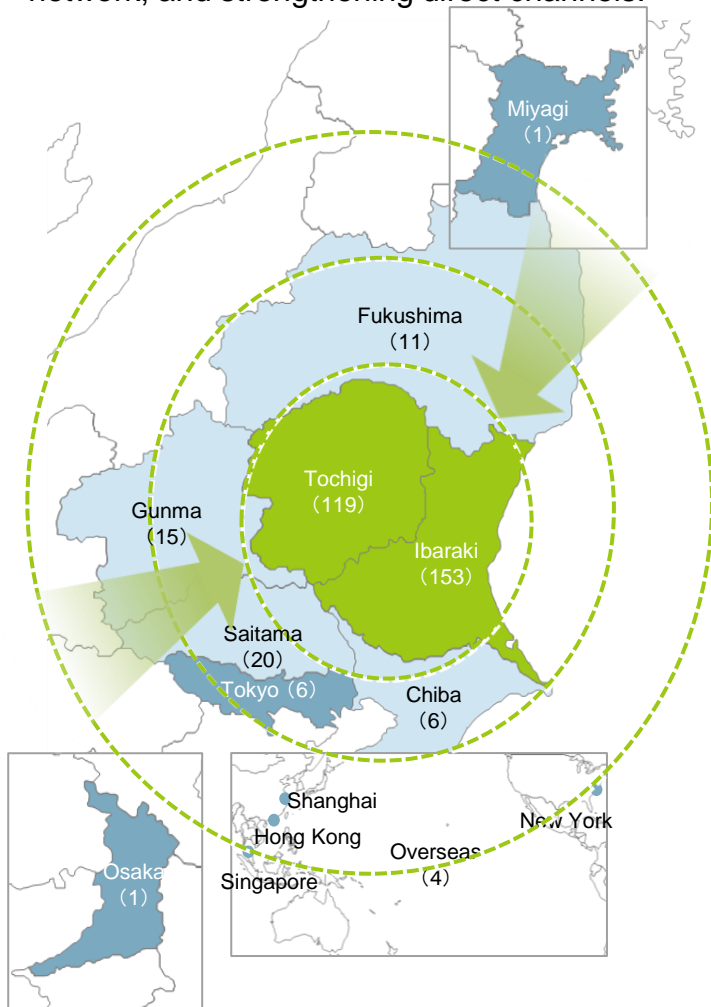 network, and strengthening direct channels.
Miyagi
（1）
Fukushima
（11）
Tochigi
（119）
Gunma
（15）
Ibaraki
（153）
Saitama
（20）
Tokyo（6）
Chiba
（6）
Shanghai
Hong Kong
New York
Overseas
（4）
Singapore
Osaka
（1）